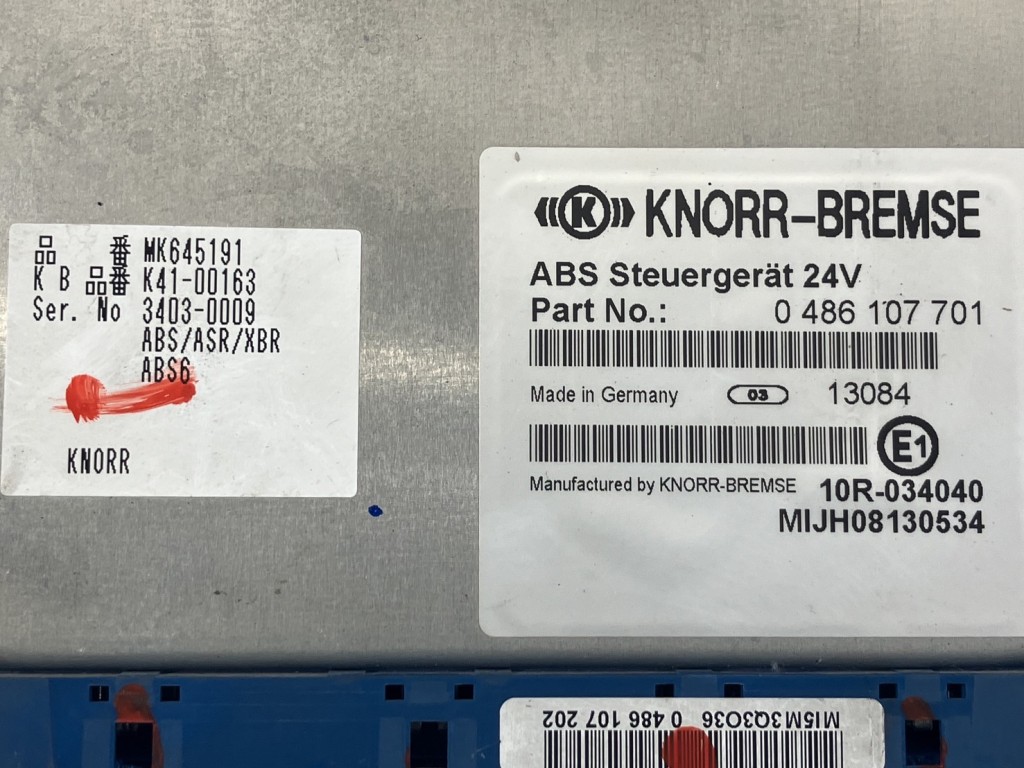 品 番 MK645191
K B 品番 K41-00163
Ser. No 3403-0009
ABS/ASR/XBR
ABS6
KNORR
K KNORR-BREMSE
ABS Steuergerät 24V
Part No.: 0 486 107 701
Made in Germany 03 13084
E1
Manufactured by KNORR-BREMSE 10R-034040
MIJH08130534
MI5M3Q3O36 0 486 107 202